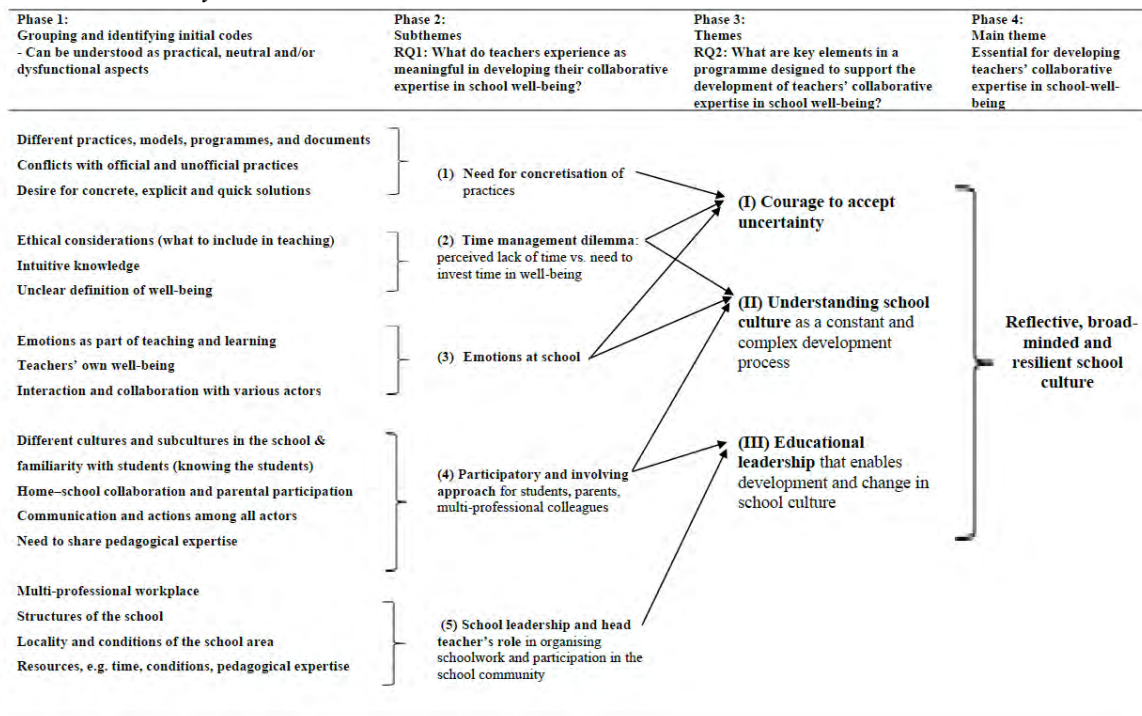 Phase 1:
Grouping and identifying initial codes
- Can be understood as practical, neutral and/or
dysfunctional aspects
Phase 2:
Subthemes
RQ1: What do teachers experience as
meaningful in developing their collaborative
expertise in school well-being?
Phase 3:
Themes
RQ2: What are key elements in a
programme designed to support the
development of teachers' collaborative
expertise in school well-being?
Phase 4:
Main theme
Essential for developing
teachers' collaborative
expertise in school-well-
being
Different practices, models, programmes, and documents
Conflicts with official and unofficial practices
Desire for concrete, explicit and quick solutions
Ethical considerations (what to include in teaching)
Intuitive knowledge
Unclear definition of well-being
Emotions as part of teaching and learning
Teachers' own well-being
Interaction and collaboration with various actors
Different cultures and subcultures in the school &
familiarity with students (knowing the students)
Home–school collaboration and parental participation
Communication and actions among all actors
Need to share pedagogical expertise
Multi-professional workplace
Structures of the school
Locality and conditions of the school area
Resources, e.g. time, conditions, pedagogical expertise
(1) Need for concretisation of
practices
(2) Time management dilemma:
perceived lack of time vs. need to
invest time in well-being
(3) Emotions at school
(4) Participatory and involving
approach for students, parents,
multi-professional colleagues
(5) School leadership and head
teacher's role in organising
schoolwork and participation in the
school community
(I) Courage to accept
uncertainty
(II) Understanding school
culture as a constant and
complex development
process
(III) Educational
leadership that enables
development and change in
school culture
Reflective, broad-
minded and
resilient school
culture